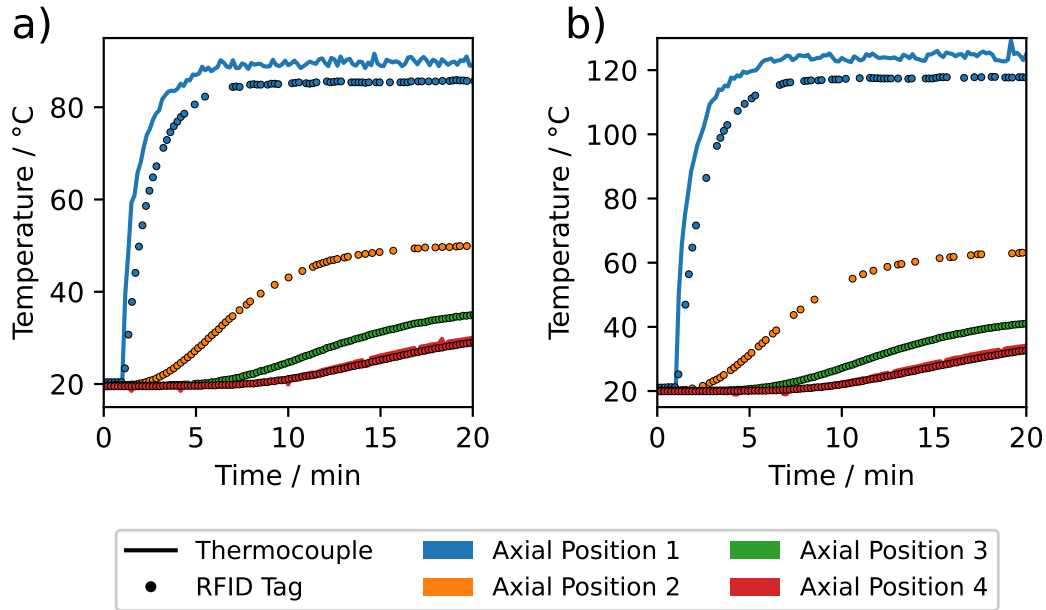 a)
Temperature / °C
80
60
40
20
0 5 10 15 20
Time / min
b)
Temperature / °C
120
100
80
60
40
20
0 5 10 15 20
Time / min
Thermocouple
RFID Tag
Axial Position 1
Axial Position 2
Axial Position 3
Axial Position 4